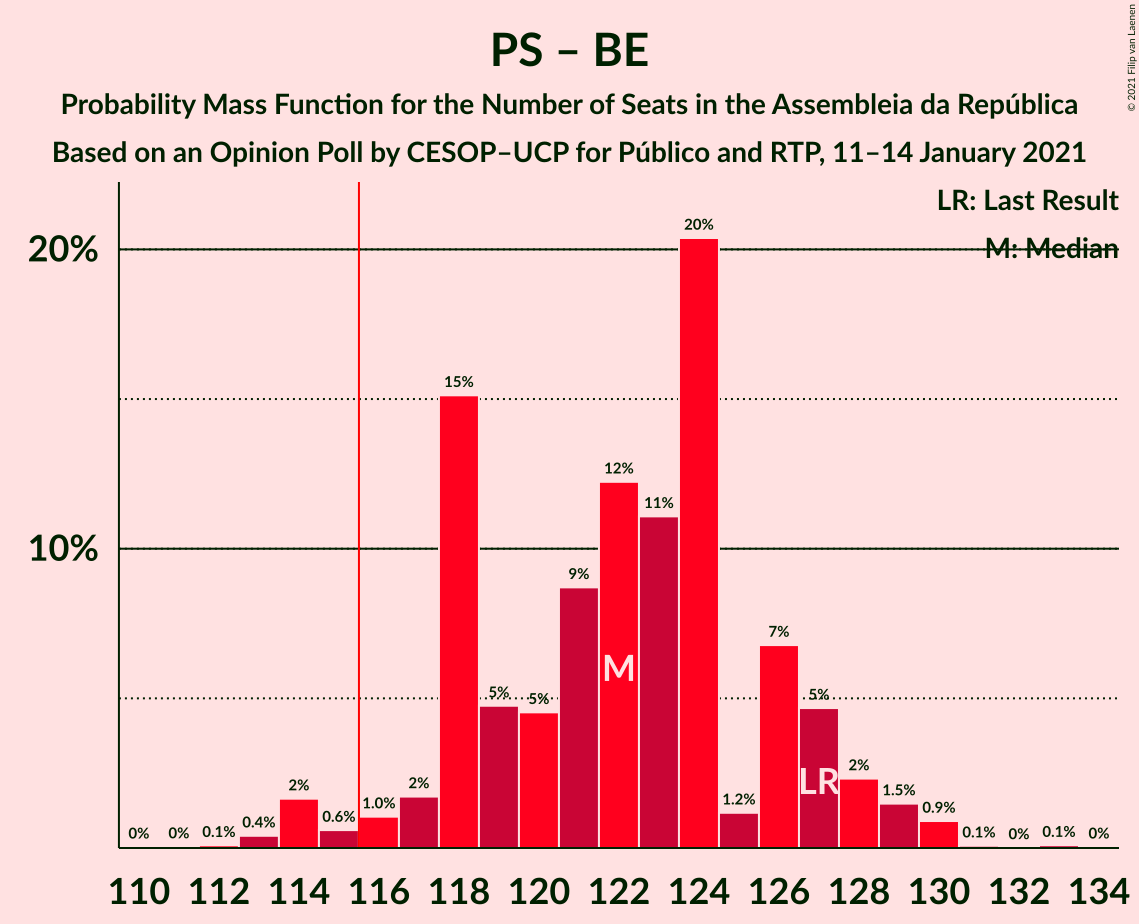 © 2021 Filip van Laenen
PS – BE
Probability Mass Function for the Number of Seats in the Assembleia da República
Based on an Opinion Poll by CESOP–UCP for Público and RTP, 11–14 January 2021
LR: Last Result
M: Median
20%
10%
0% 0% 0.1% 0.4% 2% 0.6% 1.0% 2% 15% 5% 5% 9% 12% 11% 20% 1.2% 7% 5% 2% 1.5% 0.9% 0.1% 0% 0.1% 0%
M
LR
110 112 114 116 118 120 122 124 126 128 130 132 134